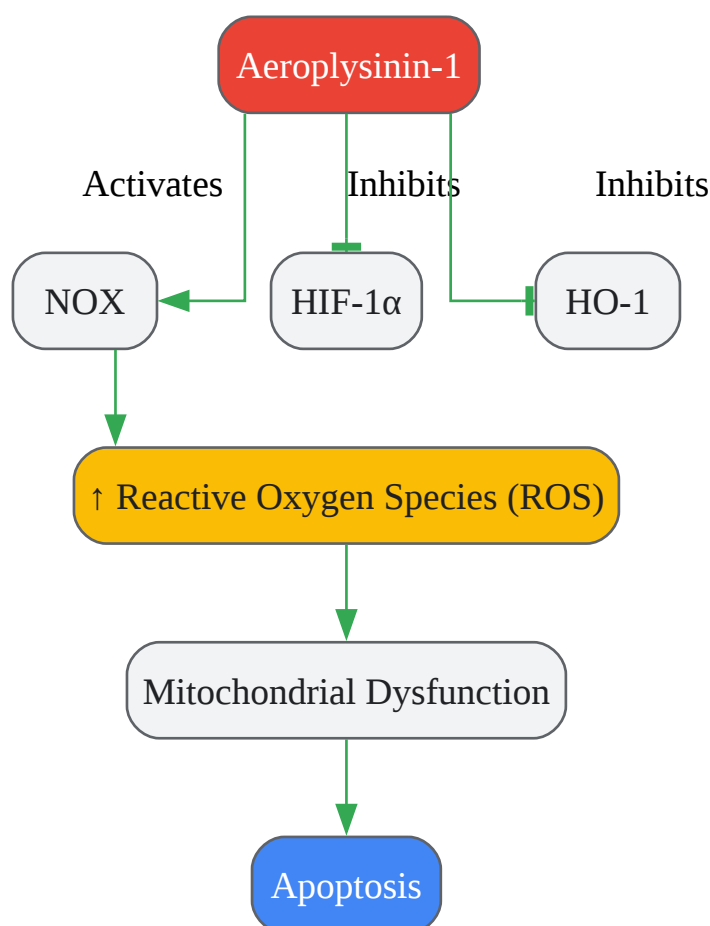 Aeroplysinin-1
Activates
Inhibits
Inhibits
NOX
HIF-1α
HO-1
↑ Reactive Oxygen Species (ROS)
Mitochondrial Dysfunction
Apoptosis